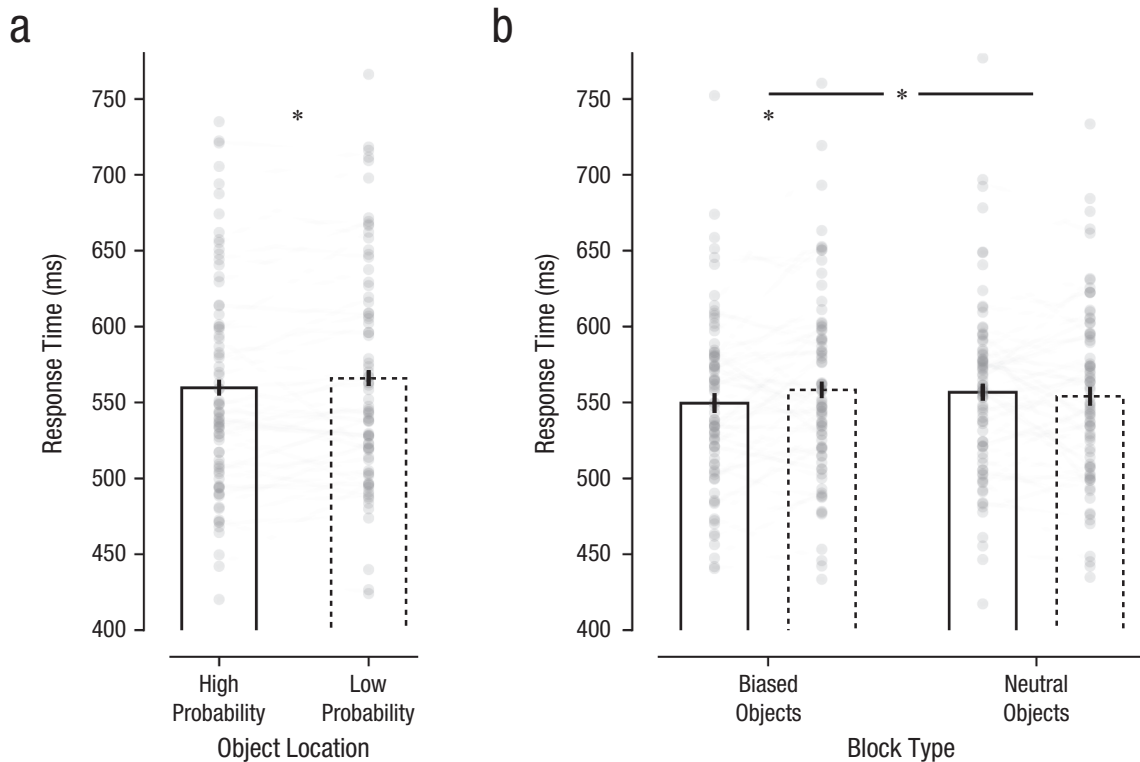 a
750
700
650
600
550
500
450
400
Response Time (ms)
*
High
Probability
Low
Probability
Object Location
b
750
700
650
600
550
500
450
400
Response Time (ms)
*
*
Biased
Objects
Neutral
Objects
Block Type